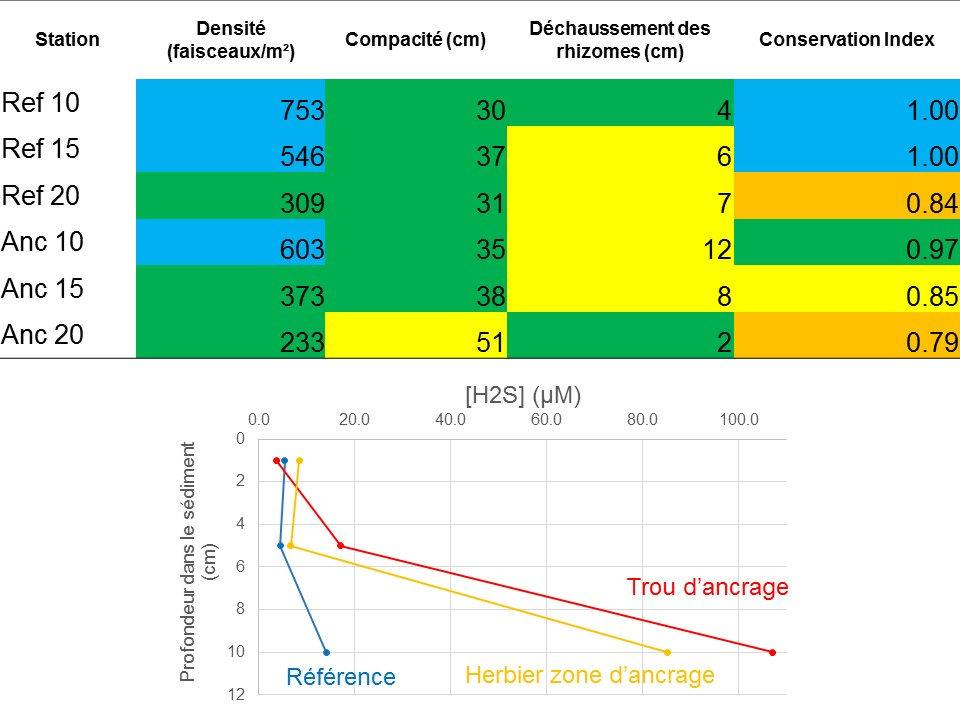 Station Densité (faisceaux/m²) Compacité (cm) Déchaussement des rhizomes (cm) Conservation Index
Ref 10 753 30 4 1.00
Ref 15 546 37 6 1.00
Ref 20 309 31 7 0.84
Anc 10 603 35 12 0.97
Anc 15 373 38 8 0.85
Anc 20 233 51 2 0.79
[H2S] (µM)
0.0 20.0 40.0 60.0 80.0 100.0
Profondeur dans le sédiment
(cm)
0
2
4
6
8
10
12
Trou d’ancrage
Référence
Herbier zone d’ancrage